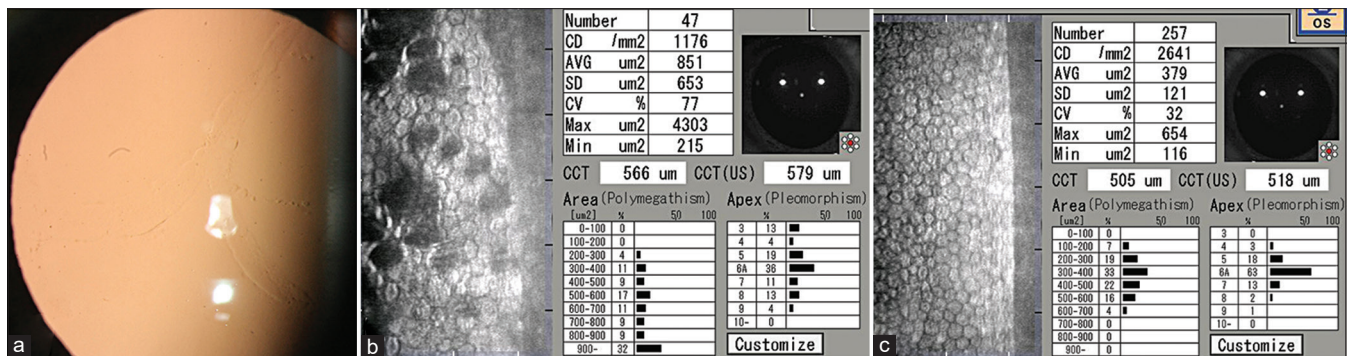 a
b
Number 47
CD /mm2 1176
AVG um2 851
SD um2 653
CV % 77
Max um2 4303
Min um2 215
CCT 566 um CCT(US) 579 um
Area (Polymegathism) Apex (Pleomorphism)
[um2] % 50 100 % 50 100
0-100 0 3 13
100-200 0 4 4
200-300 4 5 19
300-400 11 6A 36
400-500 9 7 11
500-600 17 8 13
600-700 11 9 4
700-800 9 10- 0
800-900 9
900- 32
Customize
c
OS
Number 257
CD /mm2 2641
AVG um2 379
SD um2 121
CV % 32
Max um2 654
Min um2 116
CCT 505 um CCT(US) 518 um
Area (Polymegathism) Apex (Pleomorphism)
[um2] % 50 100 % 50 100
0-100 0 3 0
100-200 7 4 3
200-300 19 5 18
300-400 33 6A 63
400-500 22 7 13
500-600 16 8 2
600-700 4 9 1
700-800 0 10- 0
800-900 0
900- 0
Customize